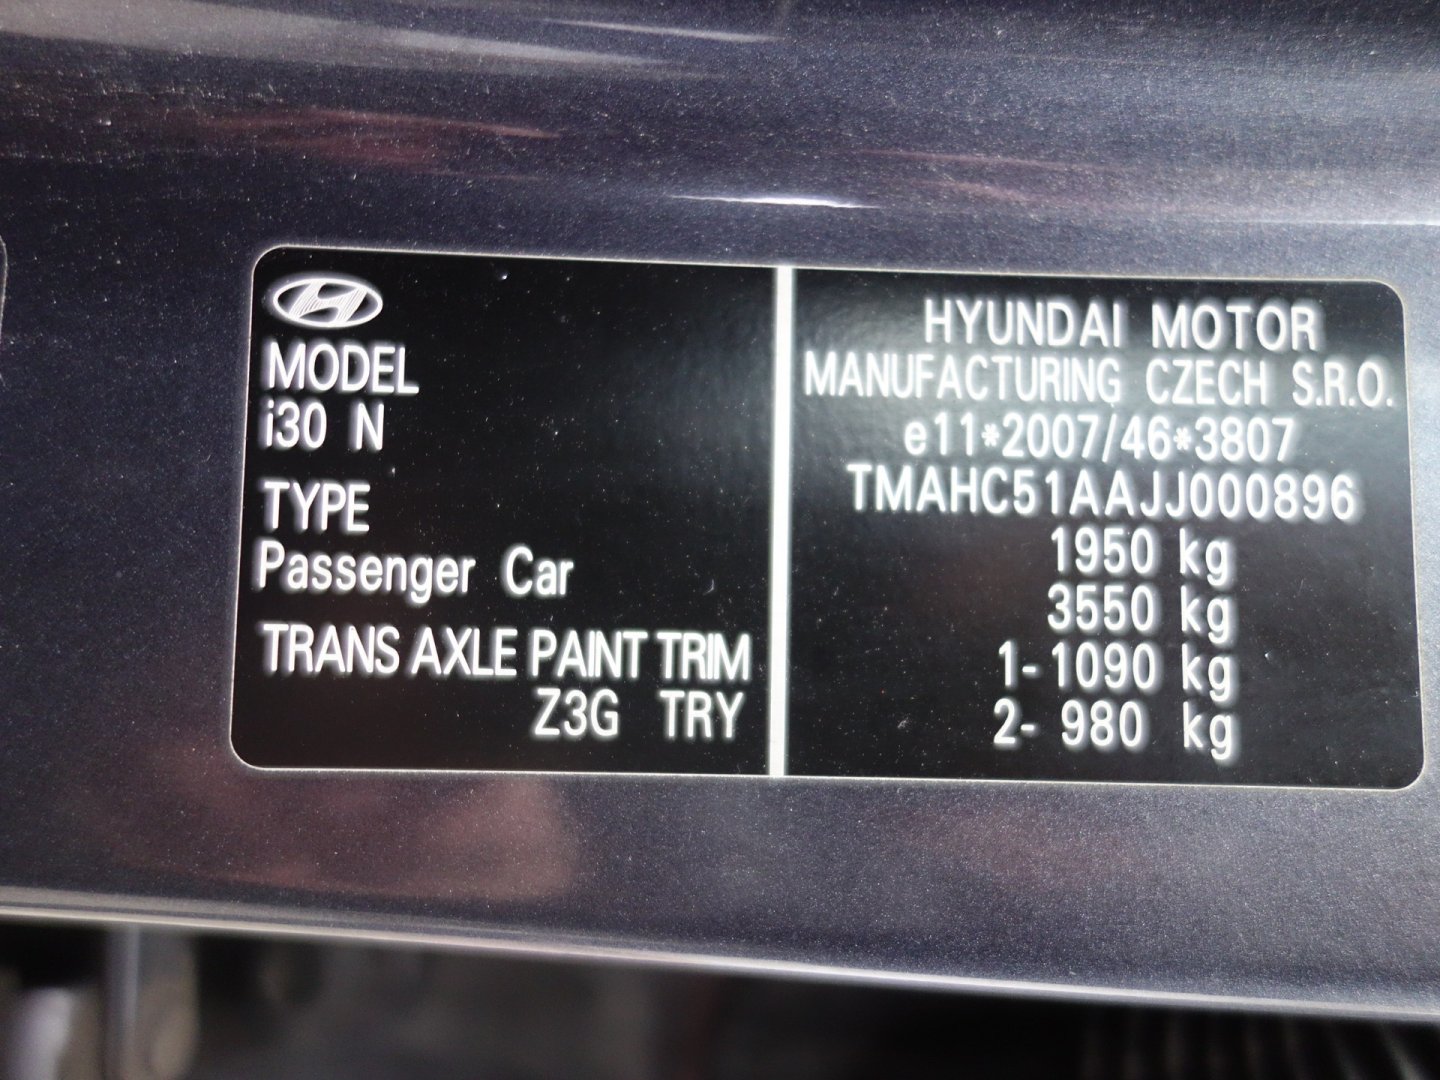 MODEL
i30 N
TYPE
Passenger Car
TRANS AXLE PAINT TRIM
Z3G TRY
HYUNDAI MOTOR
MANUFACTURING CZECH S.R.O.
e11*2007/46*3807
TMAHC51AAJJ000896
1950 kg
3550 kg
1- 1090 kg
2- 980 kg